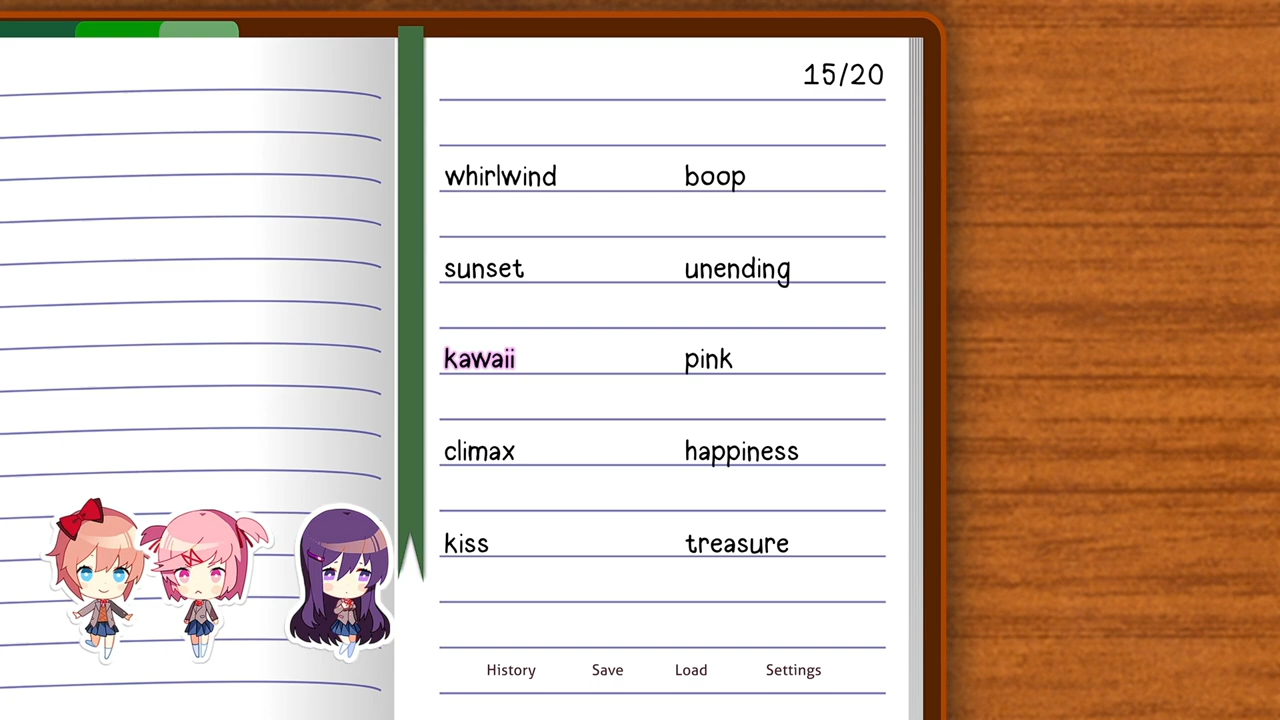 15/20
whirlwind boop
sunset unending
kawaii pink
climax happiness
kiss treasure
History Save Load Settings